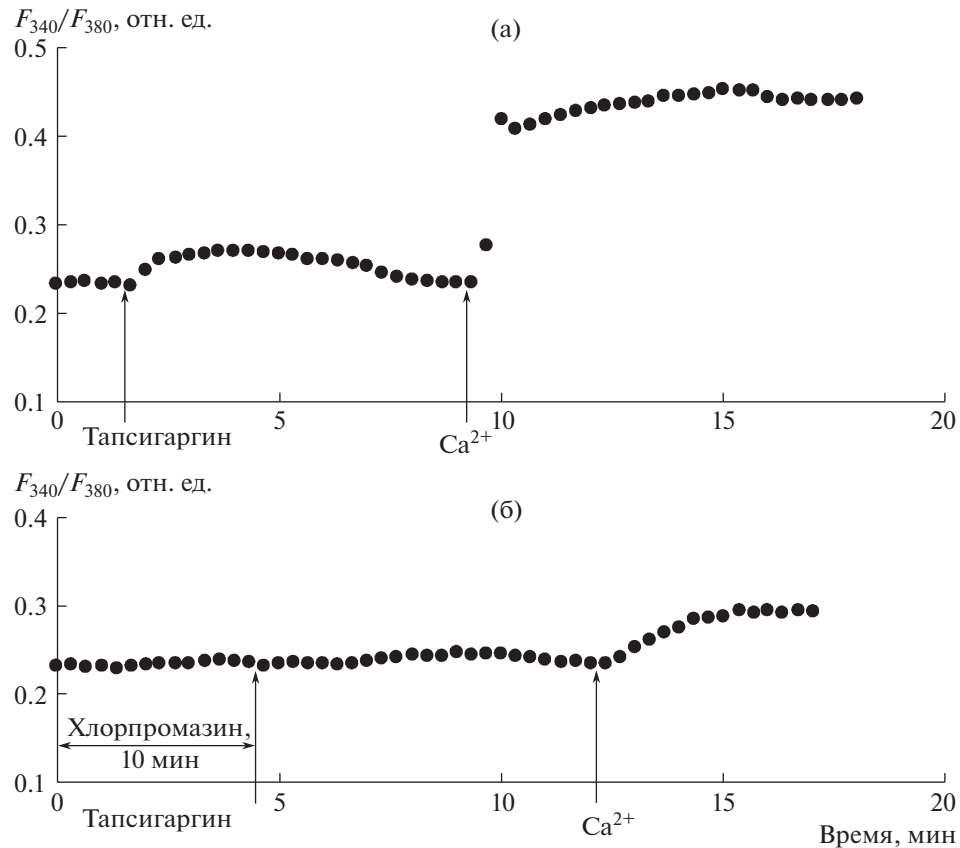 F₃₄₀/F₃₈₀, отн. ед.
(а)
0.5
0.4
0.3
0.2
0.1
0 5 10 15 20
Тапсигаргин
Ca²⁺
F₃₄₀/F₃₈₀, отн. ед.
(б)
0.4
0.3
0.2
Хлорпромазин,
10 мин
0.1
0 5 10 15 20
Тапсигаргин
Ca²⁺
Время, мин